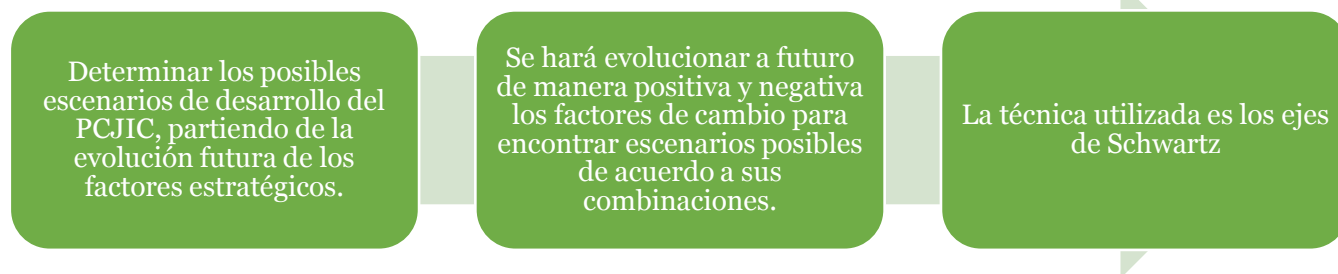 Determinar los posibles
escenarios de desarrollo del
PCJIC, partiendo de la
evolución futura de los
factores estratégicos.
Se hará evolucionar a futuro
de manera positiva y negativa
los factores de cambio para
encontrar escenarios posibles
de acuerdo a sus
combinaciones.
La técnica utilizada es los ejes
de Schwartz